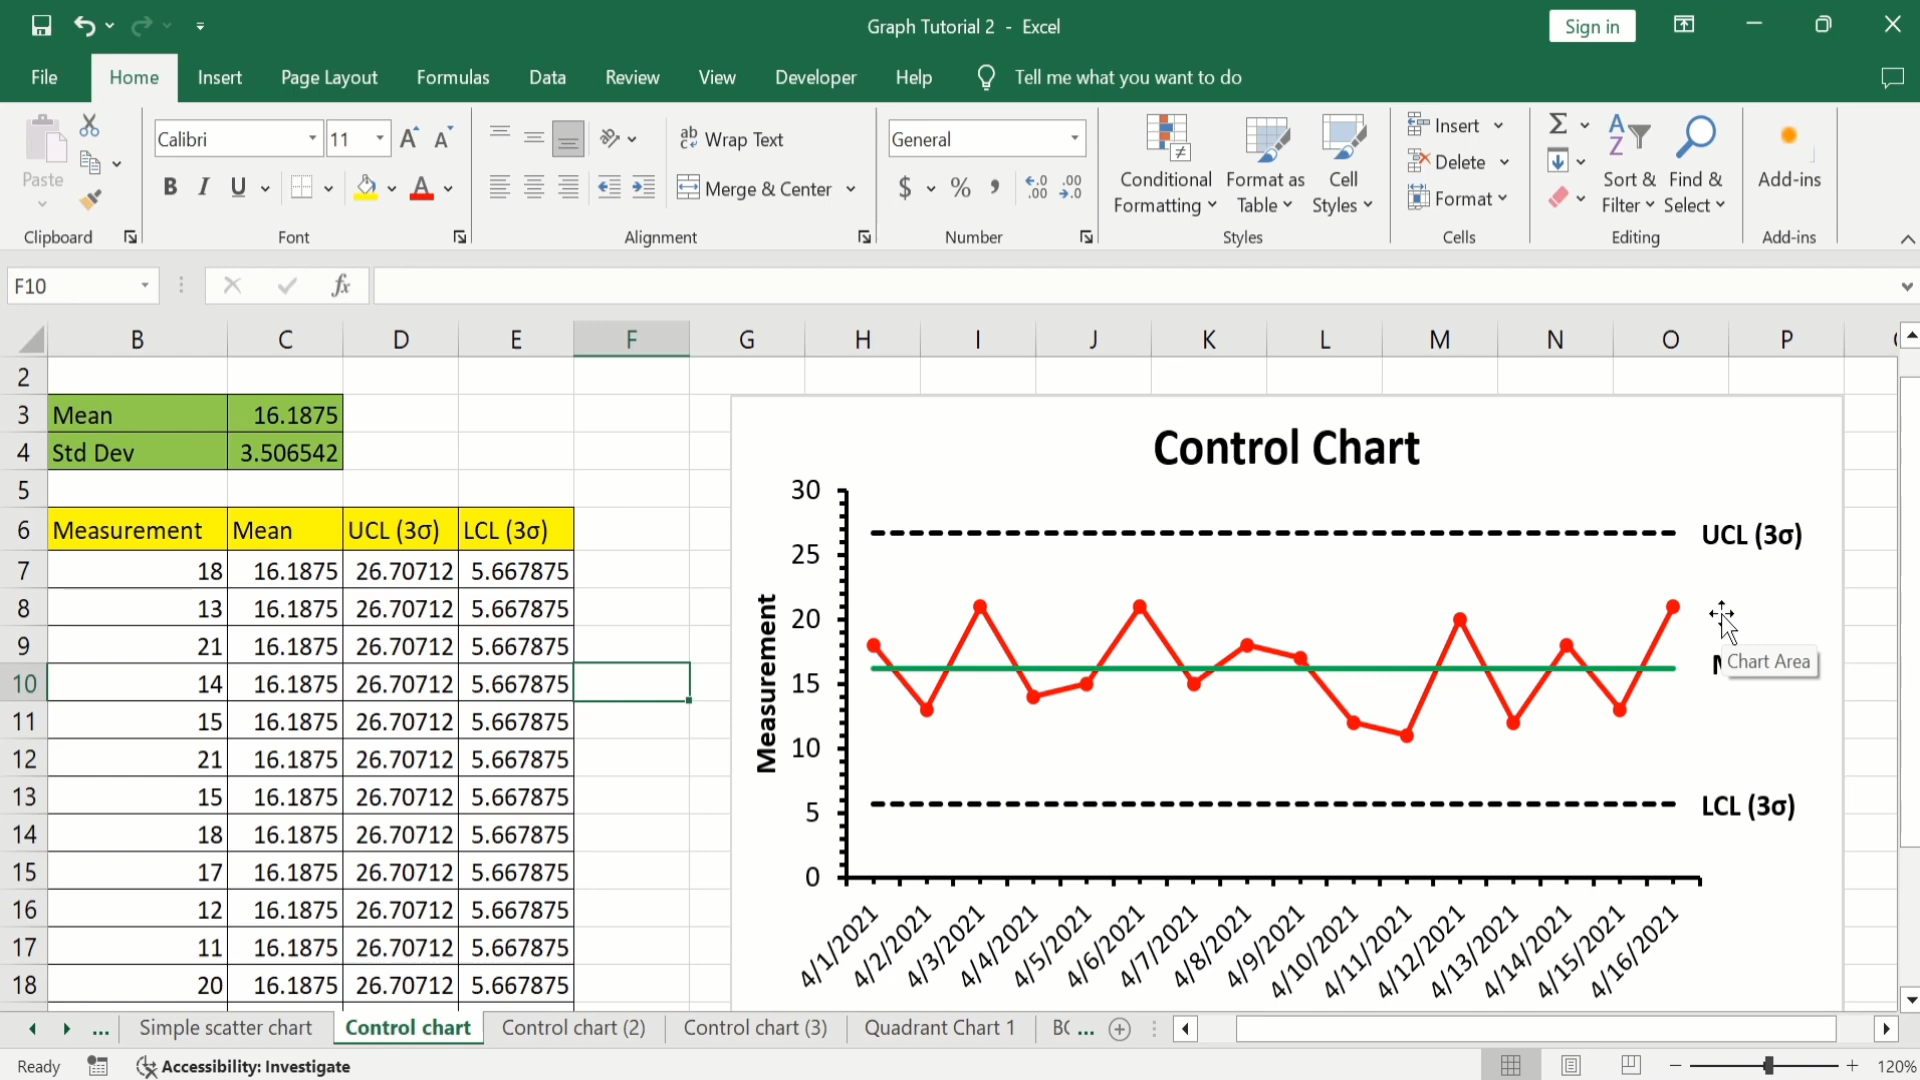 Graph Tutorial 2 - Excel
Sign in
File Home Insert Page Layout Formulas Data Review View Developer Help Tell me what you want to do
Paste
Clipboard
Calibri 11
B I U
Font
ab Wrap Text
Merge & Center
Alignment
General
$ % ,
Number
Conditional Formatting
Format as Table
Cell Styles
Styles
Insert
Delete
Format
Cells
Sort & Filter
Find & Select
Editing
Add-ins
Add-ins
F10 fx
B C D E F G H I J K L M N O P
2
3 Mean 16.1875
4 Std Dev 3.506542
5
6 Measurement Mean UCL (3σ) LCL (3σ)
7 18 16.1875 26.70712 5.667875
8 13 16.1875 26.70712 5.667875
9 21 16.1875 26.70712 5.667875
10 14 16.1875 26.70712 5.667875
11 15 16.1875 26.70712 5.667875
12 21 16.1875 26.70712 5.667875
13 15 16.1875 26.70712 5.667875
14 18 16.1875 26.70712 5.667875
15 17 16.1875 26.70712 5.667875
16 12 16.1875 26.70712 5.667875
17 11 16.1875 26.70712 5.667875
18 20 16.1875 26.70712 5.667875
Control Chart
Measurement
30
25
20
15
10
5
0
UCL (3σ)
Chart Area
LCL (3σ)
4/1/2021 4/2/2021 4/3/2021 4/4/2021 4/5/2021 4/6/2021 4/7/2021 4/8/2021 4/9/2021 4/10/2021 4/11/2021 4/12/2021 4/13/2021 4/14/2021 4/15/2021 4/16/2021
... Simple scatter chart Control chart Control chart (2) Control chart (3) Quadrant Chart 1 BC ...
Ready Accessibility: Investigate 120%